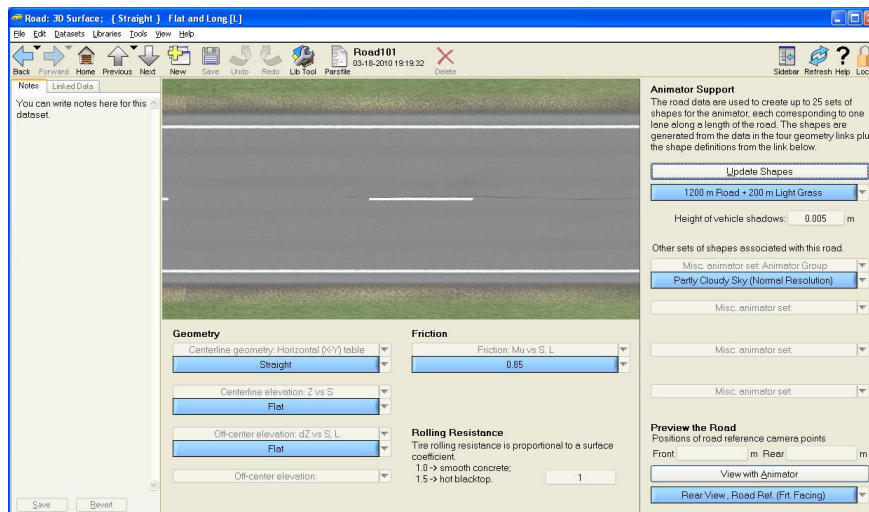 Road: 3D Surface; { Straight } Flat and Long [L]
File Edit Datasets Libraries Tools View Help
Back Forward Home Previous Next New Save Undo Redo Lib Tool Parsfile Road101 03-18-2010 19:19:32 Delete Sidebar Refresh Help Loc
Notes Linked Data
You can write notes here for this
dataset.
Save Revert
Geometry
Centerline geometry: Horizontal (X-Y) table
Straight
Centerline elevation: Z vs S
Flat
Off-center elevation: dZ vs S, L
Flat
Off-center elevation:
Friction
Friction: Mu vs S, L
0.85
Rolling Resistance
Tire rolling resistance is proportional to a surface
coefficient.
1.0 -> smooth concrete;
1.5 -> hot blacktop.
1
Animator Support
The road data are used to create up to 25 sets of
shapes for the animator, each corresponding to one
lane along a length of the road. The shapes are
generated from the data in the four geometry links plu
the shape definitions from the link below.
Update Shapes
1200 m Road + 200 m Light Grass
Height of vehicle shadows: 0.005 m
Other sets of shapes associated with this road.
Misc. animator set: Animator Group
Partly Cloudy Sky (Normal Resolution)
Misc. animator set:
Misc. animator set:
Misc. animator set:
Preview the Road
Positions of road reference camera points
Front m Rear m
View with Animator
Rear View , Road Ref. (Frt. Facing)